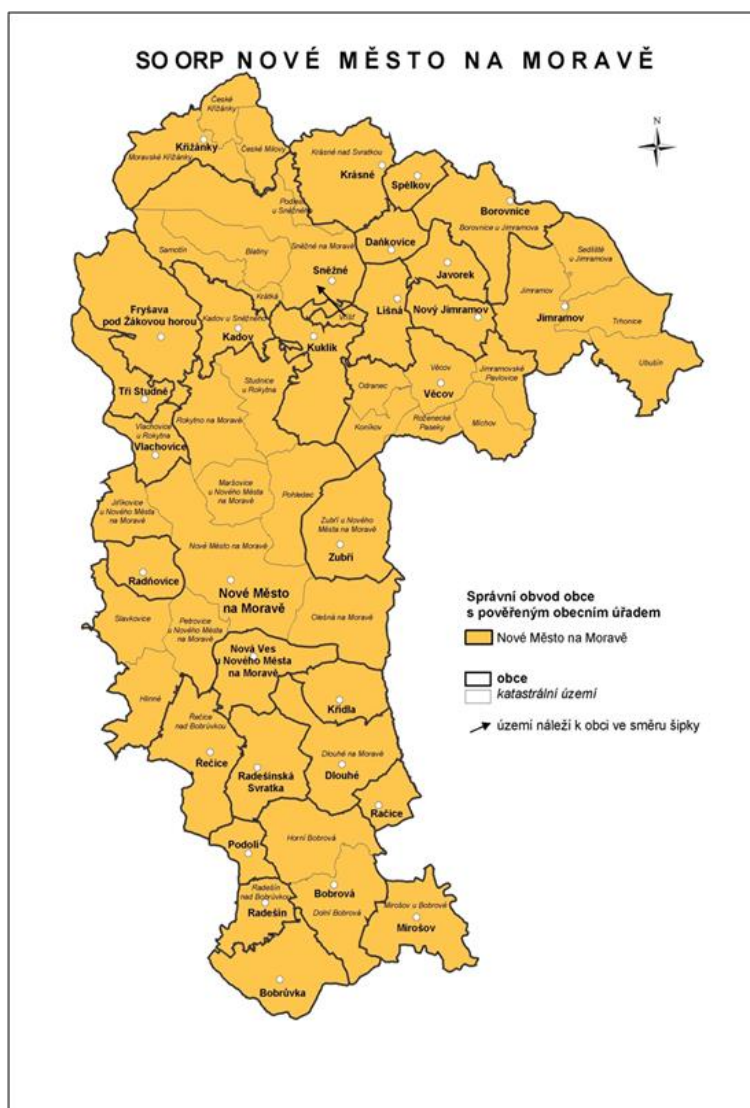 SO ORP NOVÉ MĚSTO NA MORAVĚ
N
České
Křížánky
Křižánky
Moravské Křížánky
České Milovy
Krásné nad Svratkou
Krásné
Spělkov
Podlesí
u Sněžného
Borovnice
Borovnice u Jimramova
Samotín
Blatiny
Sněžné na Moravě
Sněžné
Daňkovice
Javorek
Sedliště
u Jimramova
Jimramov
Jimramov
Trhonice
Ubušín
Krátká
Vříšť
Lišná
Nový Jimramov
Fryšava
pod Žákovou horou
Kadov u Sněžného
Kadov
Kuklík
Tři Studně
Studnice
u Rokytna
Odranec
Věcov
Věcov
Jimramovské
Pavlovice
Vlachovice
u Rokytna
Vlachovice
Rokytno na Moravě
Koníkov
Roženecké
Paseky
Míchov
Maršovice
u Nového Města
na Moravě
Pohledec
Jiříkovice
u Nového Města
na Moravě
Zubří u Nového
Města na Moravě
Zubří
Nové Město na Moravě
Radňovice
Nové Město
na Moravě
Slavkovice
Petrovice
u Nového Města
na Moravě
Olešná na Moravě
Správní obvod obce
s pověřeným obecním úřadem
Nové Město na Moravě
obce
katastrální území
území náleží k obci ve směru šipky
Nová Ves
u Nového Města
na Moravě
Hlinné
Křídla
Řečice
nad Bobrůvkou
Řečice
Radešínská
Svratka
Dlouhé na Moravě
Dlouhé
Račice
Podolí
Horní Bobrová
Radešín
nad Bobrůvkou
Radešín
Bobrová
Dolní Bobrová
Mirošov u Bobrové
Mirošov
Bobrůvka